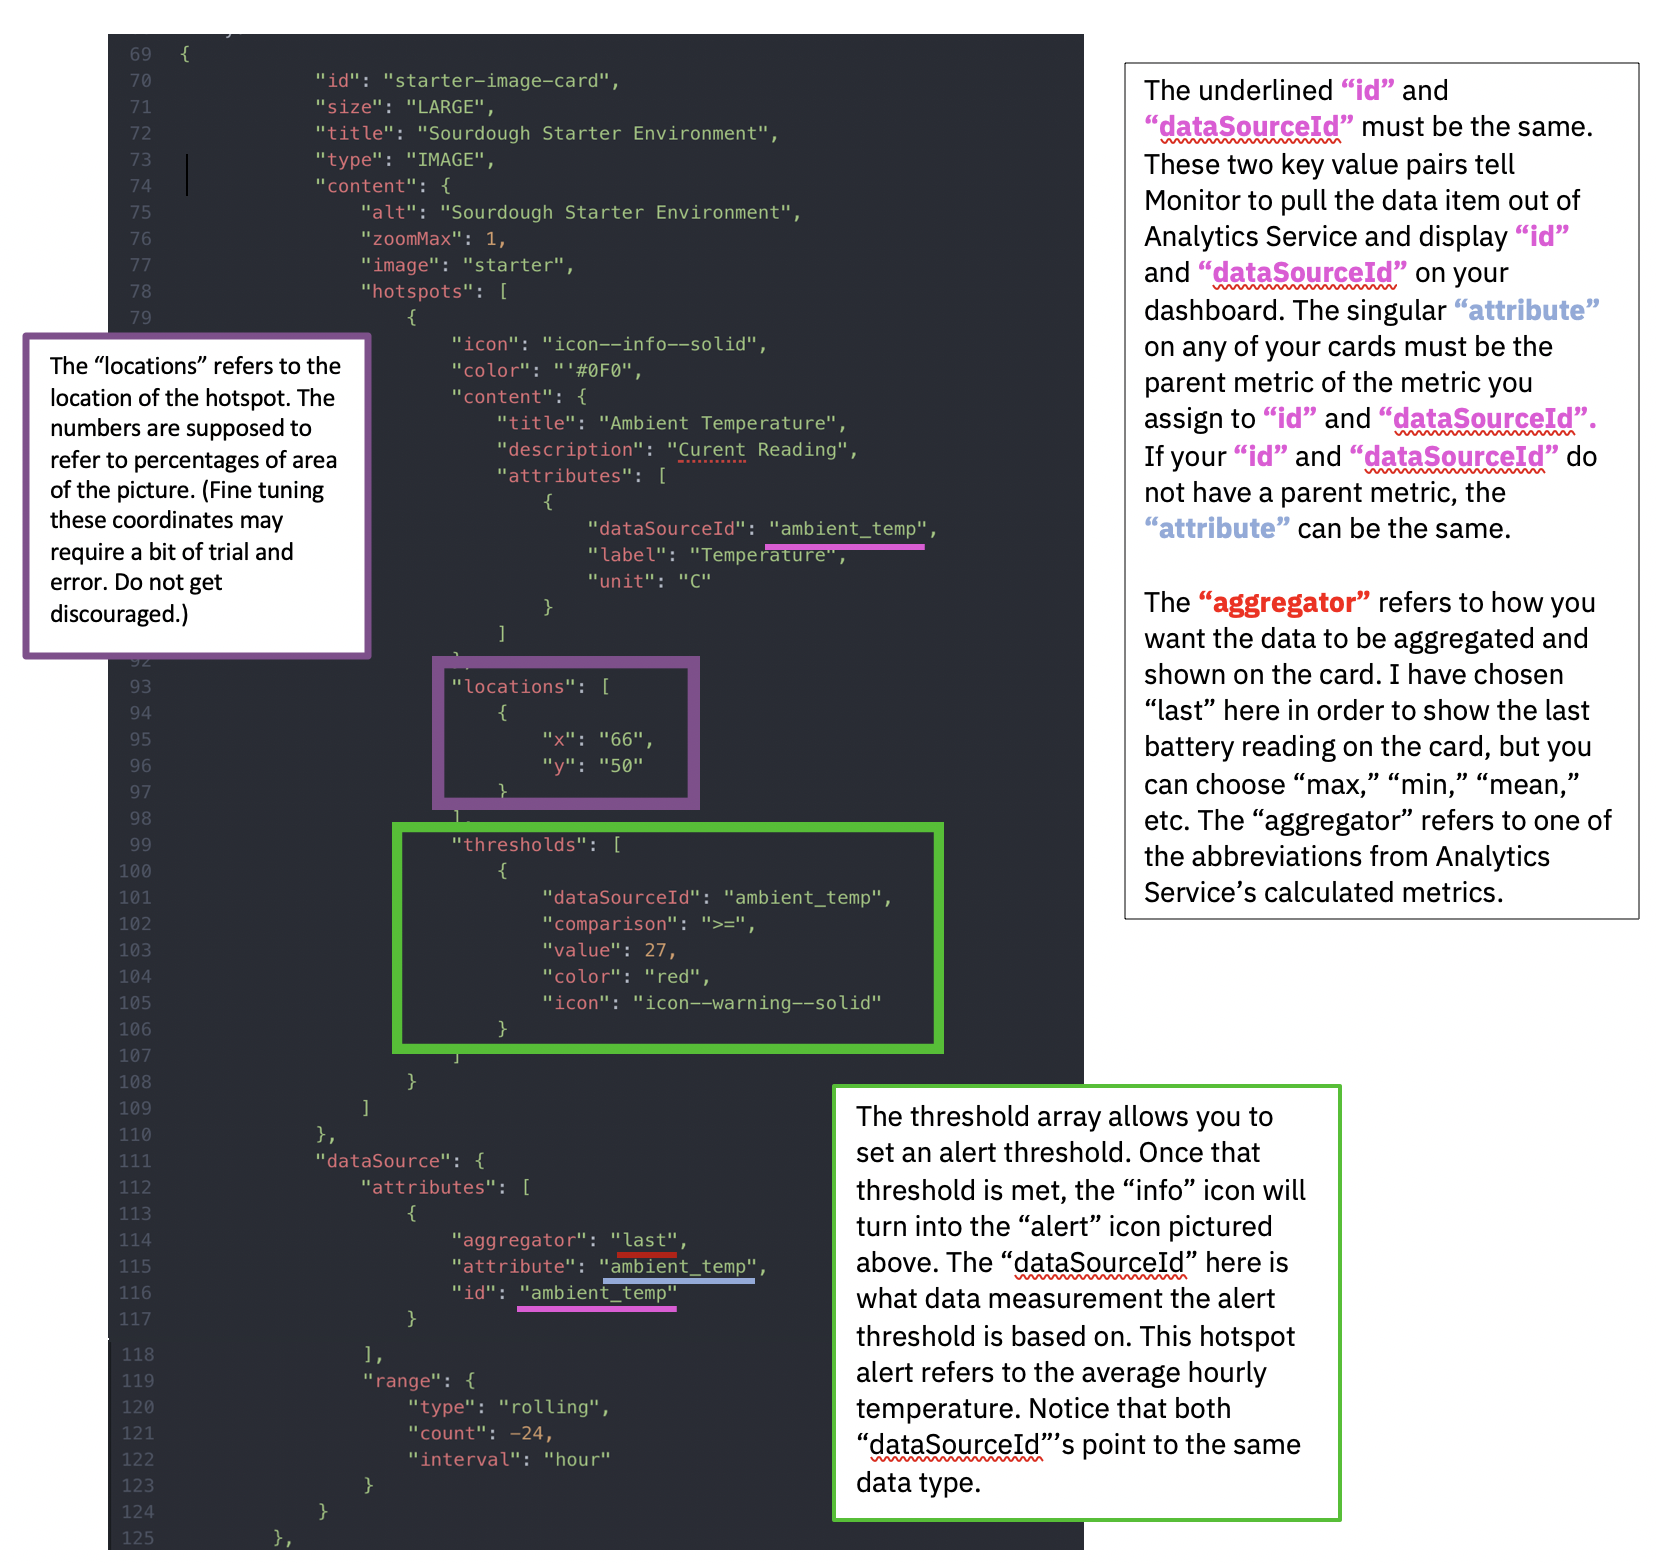 69 {
70 "id": "starter-image-card",
71 "size": "LARGE",
72 "title": "Sourdough Starter Environment",
73 "type": "IMAGE",
74 "content": {
75 "alt": "Sourdough Starter Environment",
76 "zoomMax": 1,
77 "image": "starter",
78 "hotspots": [
79 {
"icon": "icon--info--solid",
"color": "'#0F0",
"content": {
"title": "Ambient Temperature",
"description": "Curent Reading",
"attributes": [
{
"dataSourceId": "ambient_temp",
"label": "Temperature",
"unit": "C"
}
]
92 },
93 "locations": [
94 {
95 "x": "66",
96 "y": "50"
97 }
98 ],
99 "thresholds": [
100 {
101 "dataSourceId": "ambient_temp",
102 "comparison": ">=",
103 "value": 27,
104 "color": "red",
105 "icon": "icon--warning--solid"
106 }
107 ]
108 }
109 ]
110 },
111 "dataSource": {
112 "attributes": [
113 {
114 "aggregator": "last",
115 "attribute": "ambient_temp",
116 "id": "ambient_temp"
117 }
118 ],
119 "range": {
120 "type": "rolling",
121 "count": -24,
122 "interval": "hour"
123 }
124 }
125 },
The “locations” refers to the
location of the hotspot. The
numbers are supposed to
refer to percentages of area
of the picture. (Fine tuning
these coordinates may
require a bit of trial and
error. Do not get
discouraged.)
The underlined “id” and
“dataSourceId” must be the same.
These two key value pairs tell
Monitor to pull the data item out of
Analytics Service and display “id”
and “dataSourceId” on your
dashboard. The singular “attribute”
on any of your cards must be the
parent metric of the metric you
assign to “id” and “dataSourceId”.
If your “id” and “dataSourceId” do
not have a parent metric, the
“attribute” can be the same.
The “aggregator” refers to how you
want the data to be aggregated and
shown on the card. I have chosen
“last” here in order to show the last
battery reading on the card, but you
can choose “max,” “min,” “mean,”
etc. The “aggregator” refers to one of
the abbreviations from Analytics
Service’s calculated metrics.
The threshold array allows you to
set an alert threshold. Once that
threshold is met, the “info” icon will
turn into the “alert” icon pictured
above. The “dataSourceId” here is
what data measurement the alert
threshold is based on. This hotspot
alert refers to the average hourly
temperature. Notice that both
“dataSourceId”’s point to the same
data type.